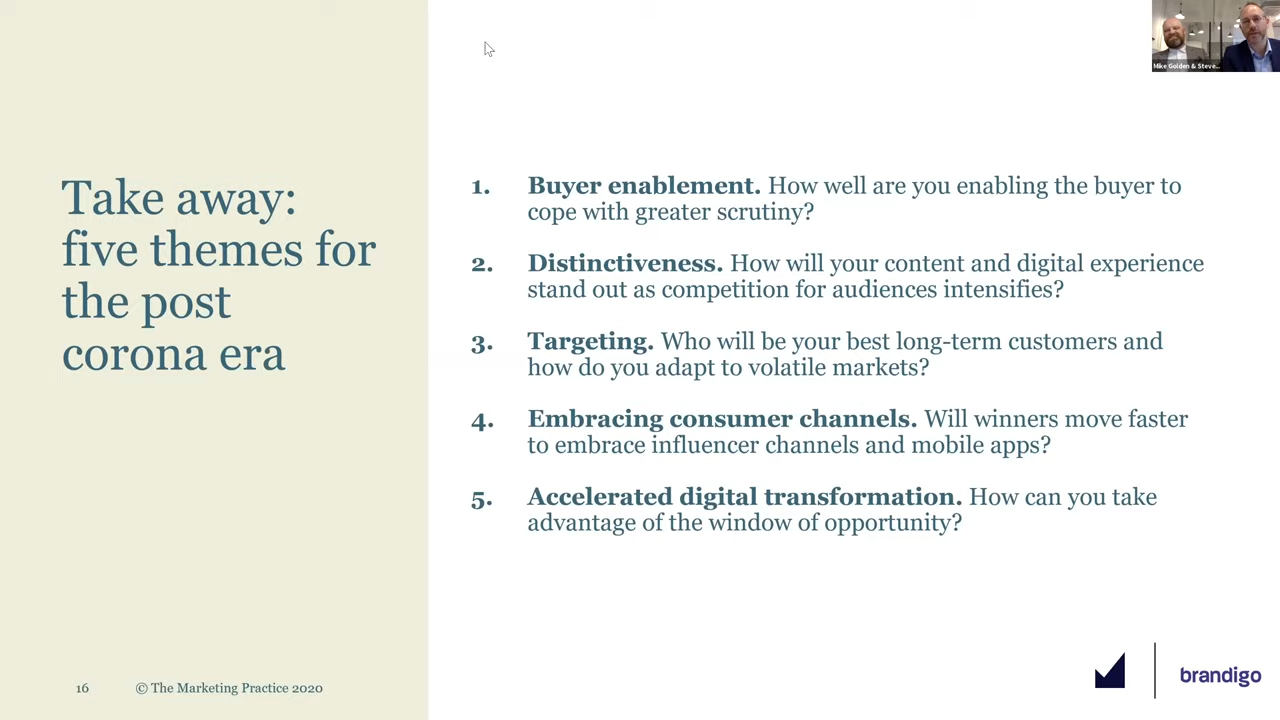 Mike Golden & Steve...
Take away:
five themes for
the post
corona era
1. Buyer enablement. How well are you enabling the buyer to
cope with greater scrutiny?
2. Distinctiveness. How will your content and digital experience
stand out as competition for audiences intensifies?
3. Targeting. Who will be your best long-term customers and
how do you adapt to volatile markets?
4. Embracing consumer channels. Will winners move faster
to embrace influencer channels and mobile apps?
5. Accelerated digital transformation. How can you take
advantage of the window of opportunity?
16 © The Marketing Practice 2020
brandigo